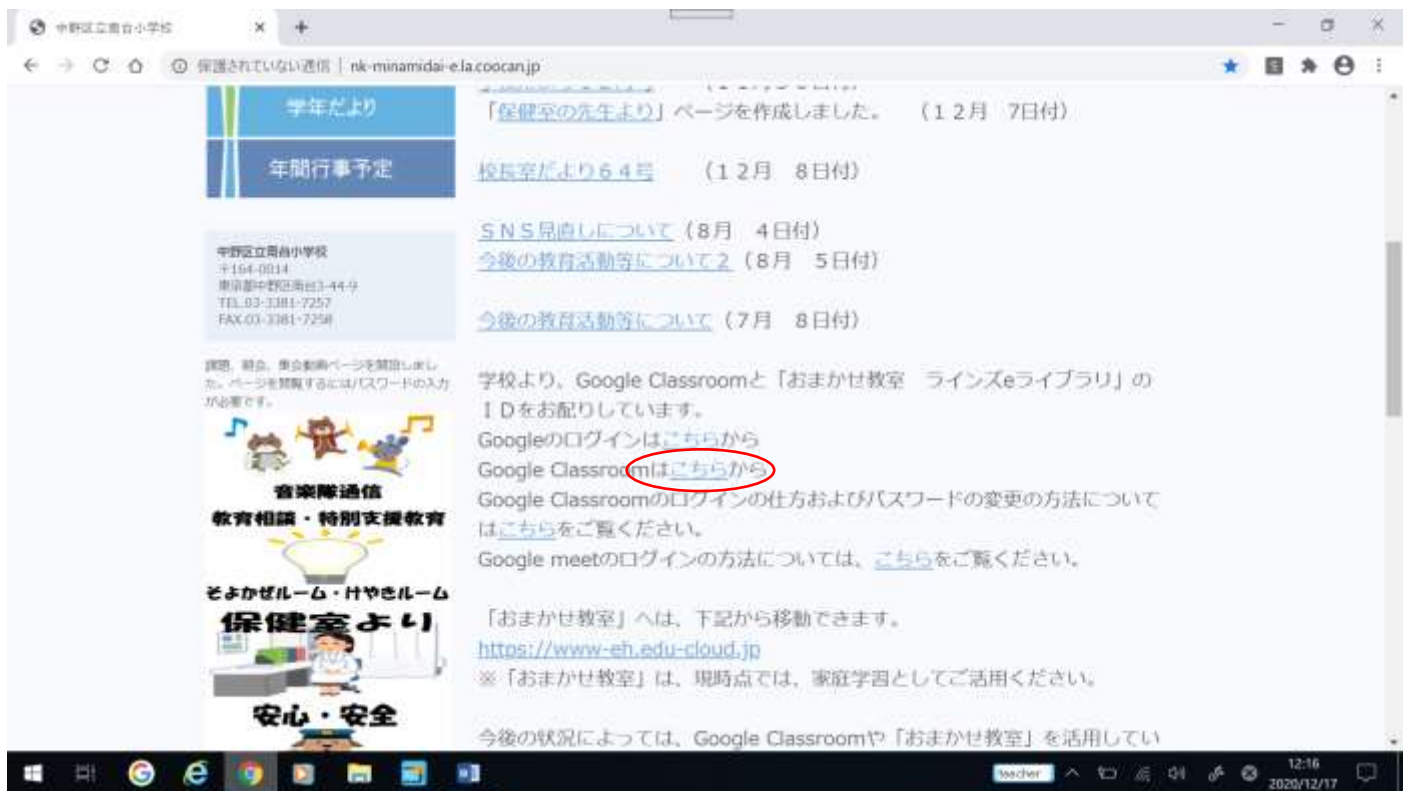 中野区立南台小学校
保護されていない通信 | nk-minamidai-e.la.coocan.jp
学年だより
年間行事予定
中野区立南台小学校
〒164-0014
東京都中野区南台3-44-9
TEL.03-3381-7257
FAX.03-3381-7258
課題、朝会、集会動画ページを開設しまし
た。ページを閲覧するにはパスワードの入力
が必要です。
音楽隊通信
教育相談・特別支援教育
そよかぜルーム・けやきルーム
保健室より
安心・安全
「保健室の先生より」ページを作成しました。　（１２月　7日付）
校長室だより６４号　　（１２月　８日付）
ＳＮＳ見直しについて（８月　４日付）
今後の教育活動等について２（８月　５日付）
今後の教育活動等について（７月　８日付）
学校より、Google Classroomと「おまかせ教室　ラインズeライブラリ」の
ＩＤをお配りしています。
Googleのログインはこちらから
Google Classroomはこちらから
Google Classroomのログインの仕方およびパスワードの変更の方法について
はこちらをご覧ください。
Google meetのログインの方法については、こちらをご覧ください。
「おまかせ教室」へは、下記から移動できます。
https://www-eh.edu-cloud.jp
※「おまかせ教室」は、現時点では、家庭学習としてご活用ください。
今後の状況によっては、Google Classroomや「おまかせ教室」を活用してい
teacher
12:16
2020/12/17